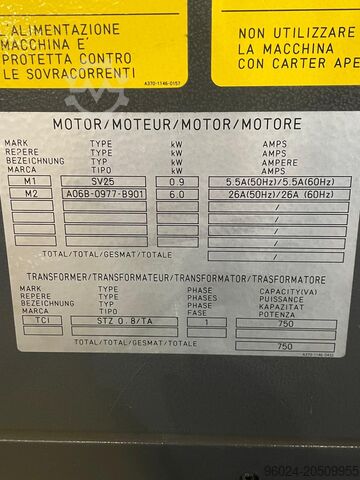 L'ALIMENTAZIONE
MACCHINA E'
PROTETTA CONTRO
LE SOVRACORRENTI
A370-1146-0157
NON UTILIZZARE
LA MACCHINA
CON CARTER APE
MOTOR/MOTEUR/MOTOR/MOTORE
MARK TYPE kW AMPS
REPERE TYPE kW AMPS
BEZEICHNUNG TYP kW AMPERE
MARCA TIPO kW AMPS
M1 SV25 0.9 5.5A(50Hz)/5.5A(60Hz)
M2 A06B-0977-B901 6.0 26A(50Hz)/26A (60Hz)
/
/
/
TOTAL/TOTAL/GESMAT/TOTALE /
TRANSFORMER/TRANSFORMATEUR/TRANSFORMATOR/TRASFORMATORE
MARK TYPE PHASE CAPACITY(VA)
REPERE TYPE PHASES PUISSANCE
BEZEICHNUNG TYP PHASES KAPAZITAT
MARCA TIPO FASE POTENZA
TC1 STZ 0.8/TA 1 750
TOTAL/TOTAL/GESMAT/TOTALE 750
96024-20509955